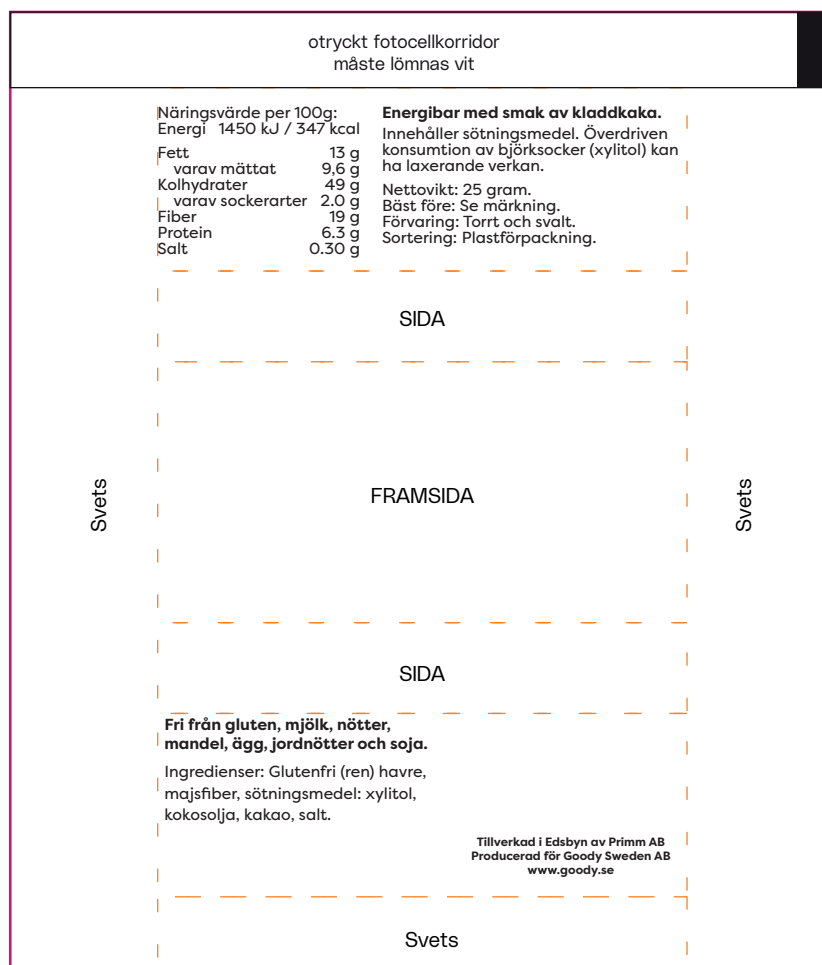 otryckt fotocellkorridor
måste lömnas vit
Näringsvärde per 100g:
Energi 1450 kJ / 347 kcal
Fett 13 g
varav mättat 9,6 g
Kolhydrater 49 g
varav sockerarter 2.0 g
Fiber 19 g
Protein 6.3 g
Salt 0.30 g
Energibar med smak av kladdkaka.
Innehåller sötningsmedel. Överdriven
konsumtion av björksocker (xylitol) kan
ha laxerande verkan.
Nettovikt: 25 gram.
Bäst före: Se märkning.
Förvaring: Torrt och svalt.
Sortering: Plastförpackning.
SIDA
Svets
FRAMSIDA
Svets
SIDA
Fri från gluten, mjölk, nötter,
mandel, ägg, jordnötter och soja.
Ingredienser: Glutenfri (ren) havre,
majsfiber, sötningsmedel: xylitol,
kokosolja, kakao, salt.
Tillverkad i Edsbyn av Primm AB
Producerad för Goody Sweden AB
www.goody.se
Svets